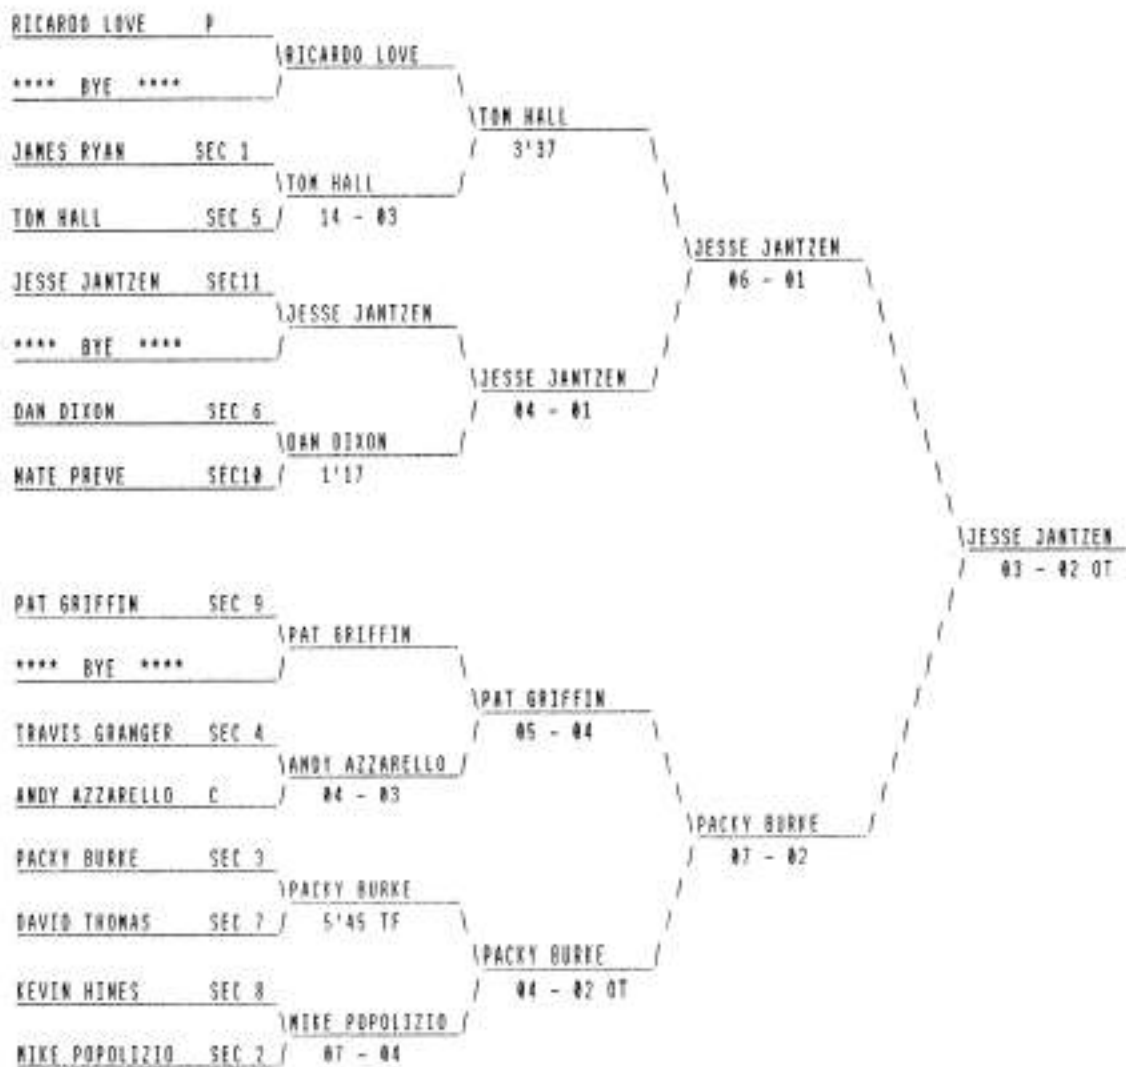 RICARDO LOVE P
RICARDO LOVE
**** BYE ****
TOM HALL
3'37
JAMES RYAN SEC 1
TOM HALL
14 - 03
TOM HALL SEC 5
JESSE JANTZEN
06 - 01
JESSE JANTZEN SEC11
JESSE JANTZEN
**** BYE ****
JESSE JANTZEN
04 - 01
DAN DIXON SEC 6
DAN DIXON
1'17
NATE PREVE SEC10
JESSE JANTZEN
03 - 02 OT
PAT GRIFFIN SEC 9
PAT GRIFFIN
**** BYE ****
PAT GRIFFIN
05 - 04
TRAVIS GRANGER SEC 4
ANDY AZZARELLO
04 - 03
ANDY AZZARELLO C
PACKY BURKE
07 - 02
PACKY BURKE SEC 3
PACKY BURKE
5'45 TF
DAVID THOMAS SEC 7
PACKY BURKE
04 - 02 OT
KEVIN HINES SEC 8
MIKE POPOLIZIO
07 - 04
MIKE POPOLIZIO SEC 2